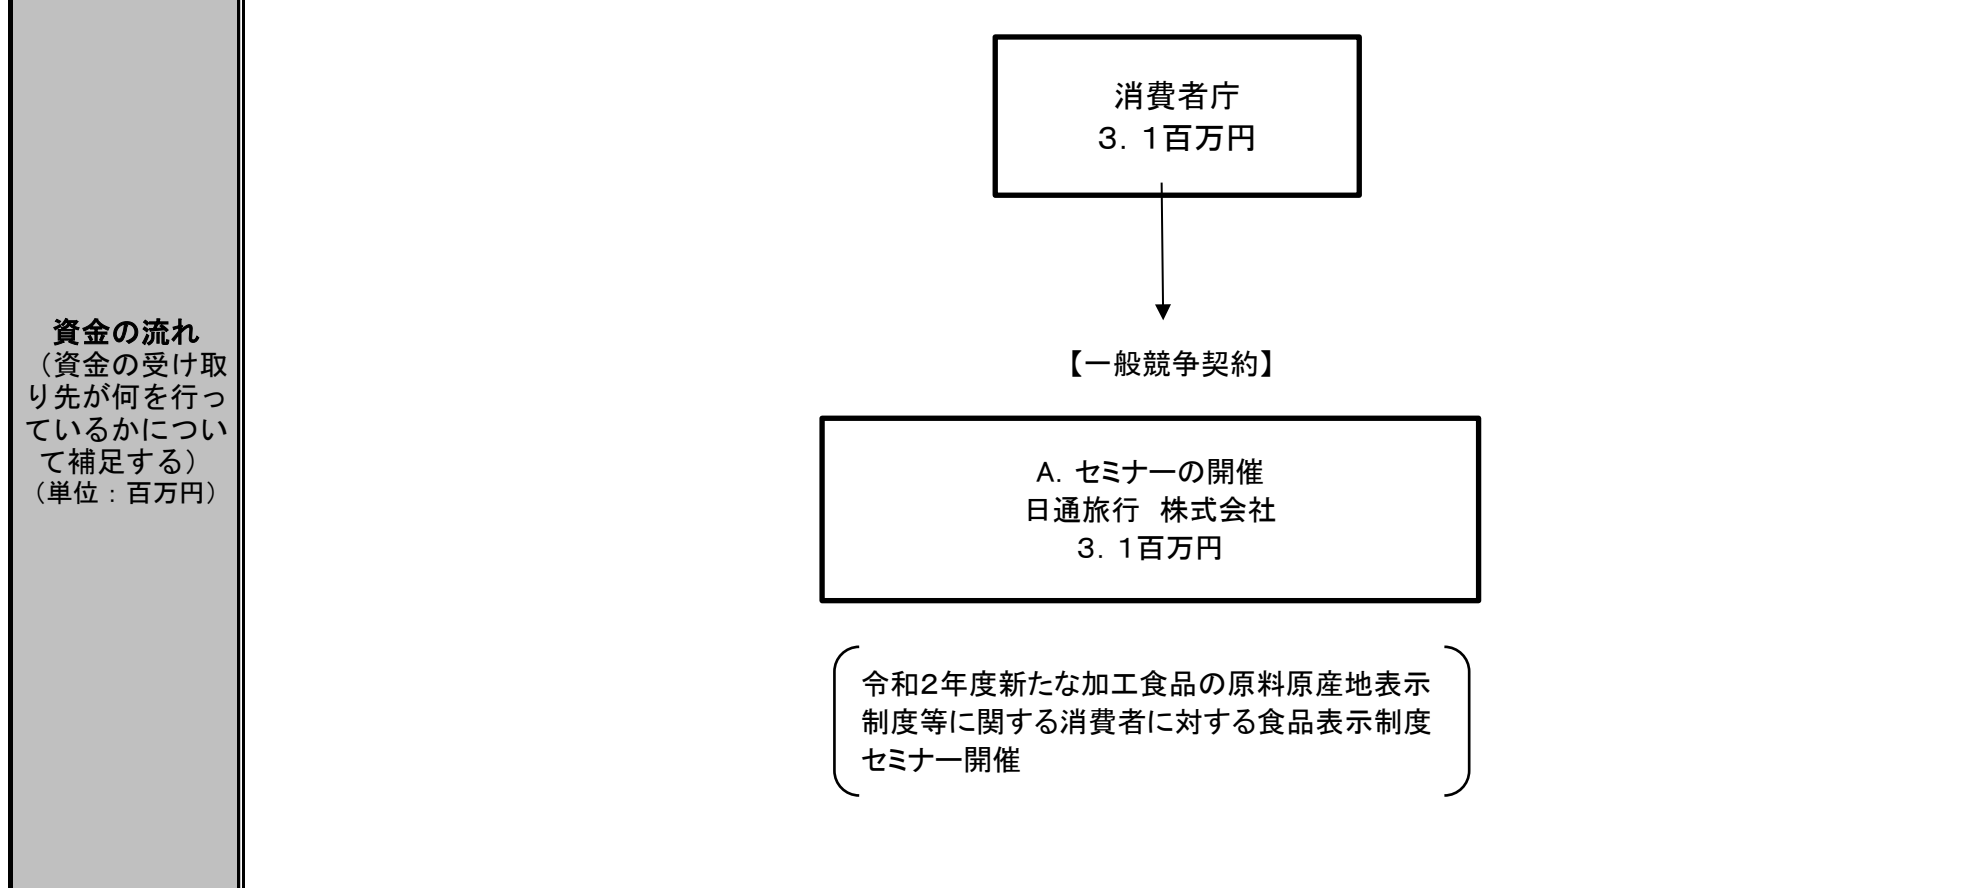 資金の流れ
（資金の受け取
り先が何を行っ
ているかについ
て補足する）
（単位：百万円）
消費者庁
３．１百万円
【一般競争契約】
A．セミナーの開催
日通旅行　株式会社
３．１百万円
令和２年度新たな加工食品の原料原産地表示
制度等に関する消費者に対する食品表示制度
セミナー開催